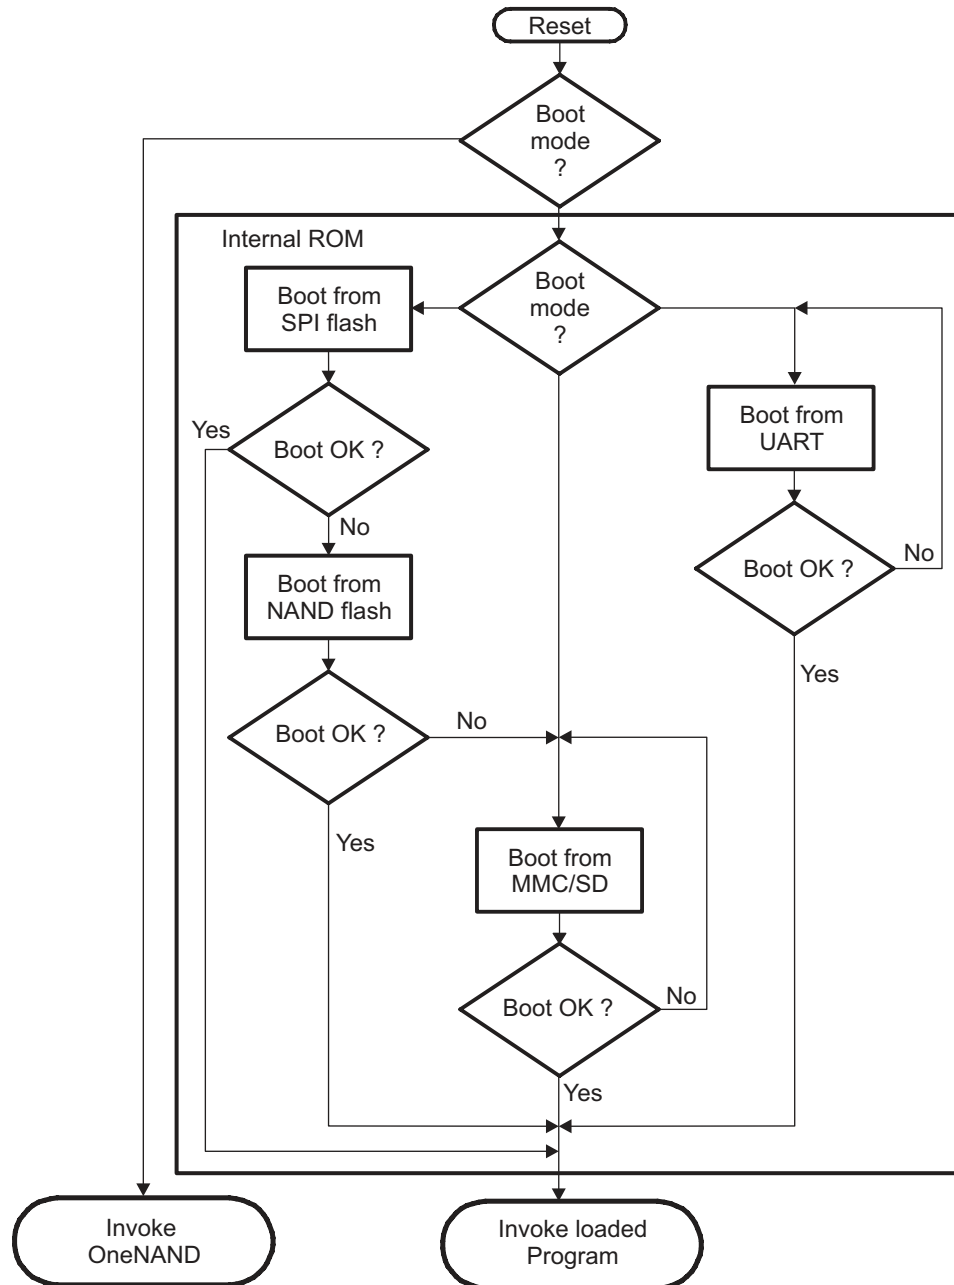 Reset
Boot
mode
?
Internal ROM
Boot from
SPI flash
Boot
mode
?
Yes
Boot OK ?
Boot from
UART
No
Boot from
NAND flash
Boot OK ?
No
Yes
Boot OK ?
No
Yes
Boot from
MMC/SD
Boot OK ?
No
Yes
Invoke
OneNAND
Invoke loaded
Program